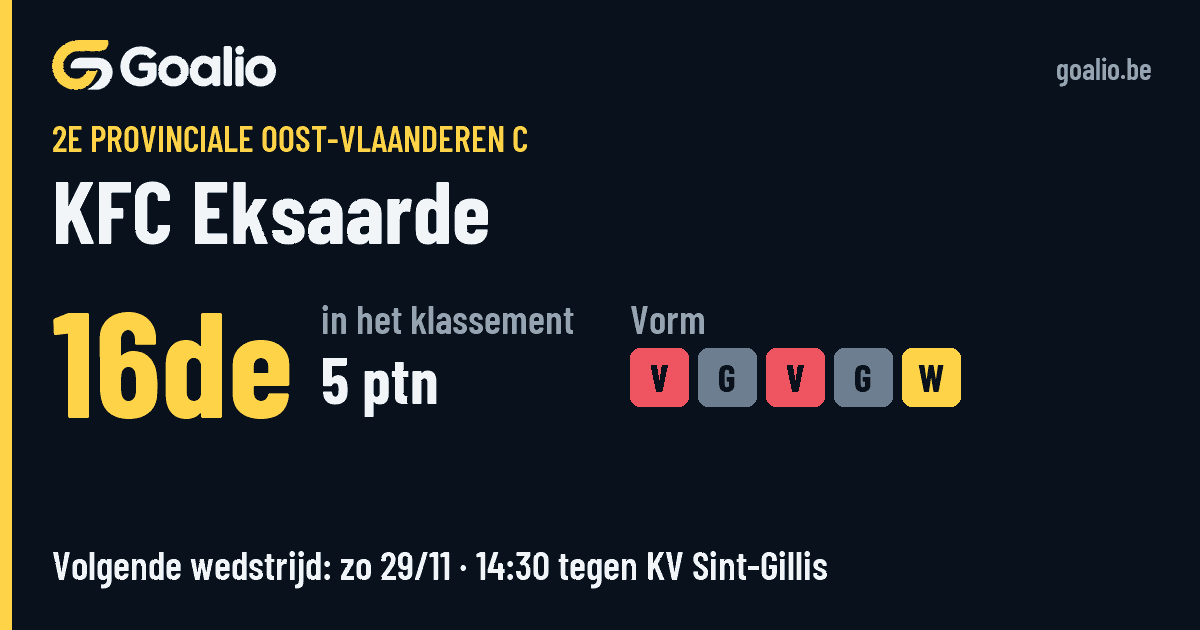 Goalio
goalio.be
2E PROVINCIALE OOST-VLAANDEREN C
KFC Eksaarde
16de
in het klassement
5 ptn
Vorm
V G V G W
Volgende wedstrijd: zo 29/11 · 14:30 tegen KV Sint-Gillis